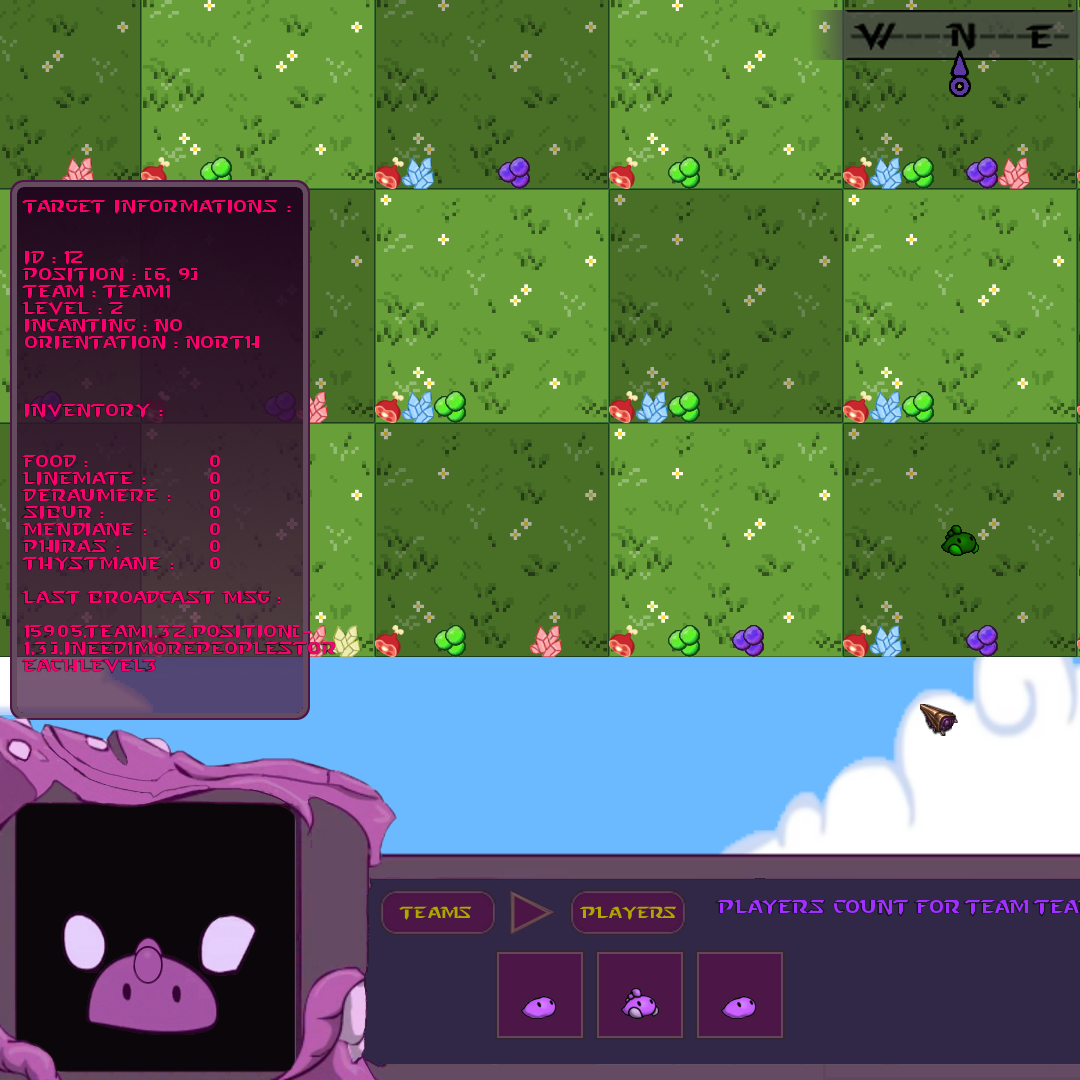 W---N---E
TARGET INFORMATIONS :
ID : 12
POSITION : [6, 9]
TEAM : TEAM1
LEVEL : 2
INCANTING : NO
ORIENTATION : NORTH
INVENTORY :
FOOD : 0
LINEMATE : 0
DERAUMERE : 0
SIBUR : 0
MENDIANE : 0
PHIRAS : 0
THYSTMANE : 0
LAST BROADCAST MSG :
15905.TEAM1.32.POSITION[-
1,3].INEEDIMOREPEOPLESTOR
EACHLEVEL3
TEAMS
PLAYERS
PLAYERS COUNT FOR TEAM TEA